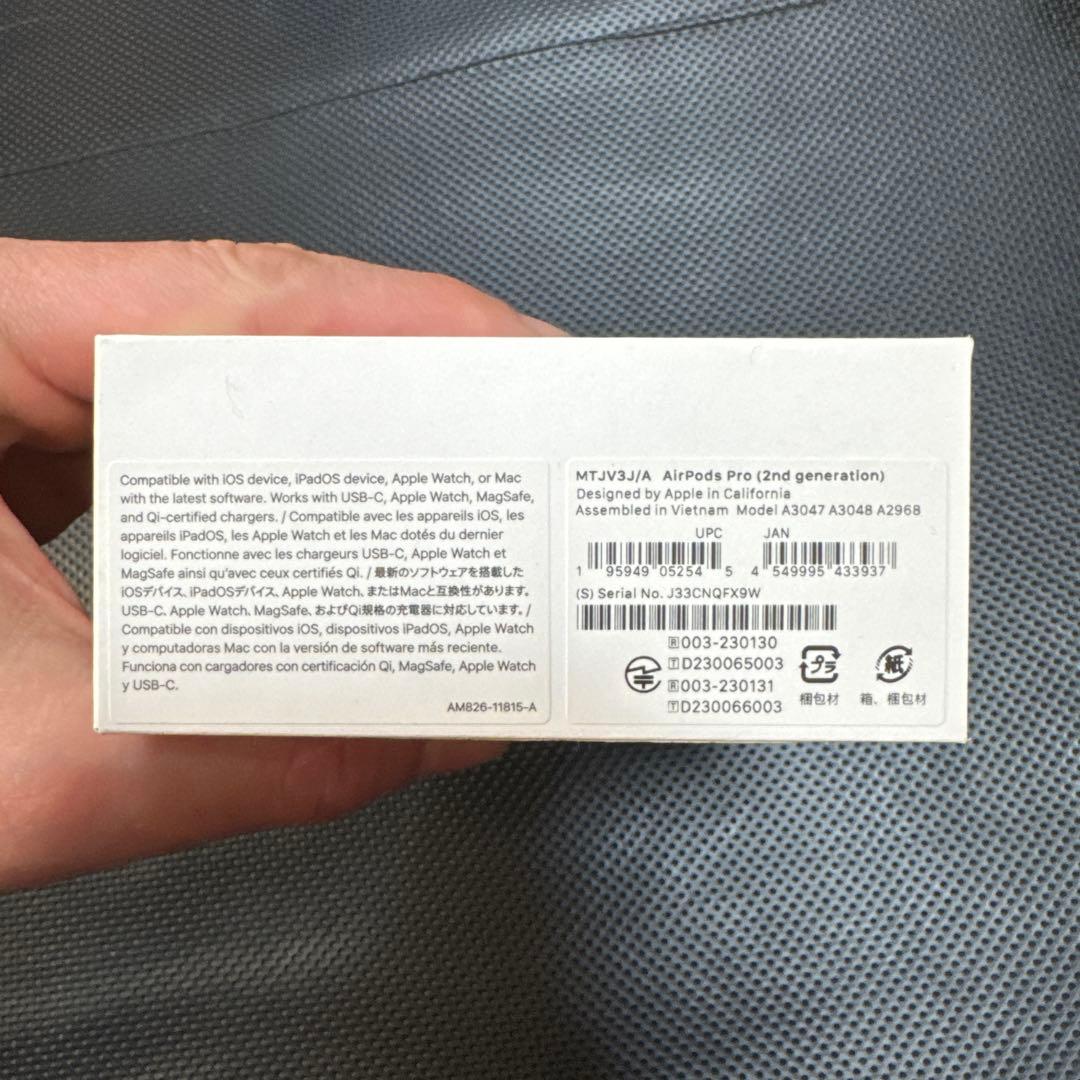 Compatible with iOS device, iPadOS device, Apple Watch, or Mac
with the latest software. Works with USB-C, Apple Watch, MagSafe,
and Qi-certified chargers. / Compatible avec les appareils iOS, les
appareils iPadOS, les Apple Watch et les Mac dotés du dernier
logiciel. Fonctionne avec les chargeurs USB-C, Apple Watch et
MagSafe ainsi qu'avec ceux certifiés Qi. / 最新のソフトウェアを搭載した
iOSデバイス、iPadOSデバイス、Apple Watch、またはMacと互換性があります。
USB-C、Apple Watch、MagSafe、およびQi規格の充電器に対応しています。 /
Compatible con dispositivos iOS, dispositivos iPadOS, Apple Watch
y computadoras Mac con la versión de software más reciente.
Funciona con cargadores con certificación Qi, MagSafe, Apple Watch
y USB-C.
AM826-11815-A
MTJV3J/A AirPods Pro (2nd generation)
Designed by Apple in California
Assembled in Vietnam Model A3047 A3048 A2968
UPC JAN
1 95949 05254 5 4 549995 433937
(S) Serial No. J33CNQFX9W
R 003-230130
T D230065003
R 003-230131
T D230066003
プラ
梱包材
紙
箱、梱包材